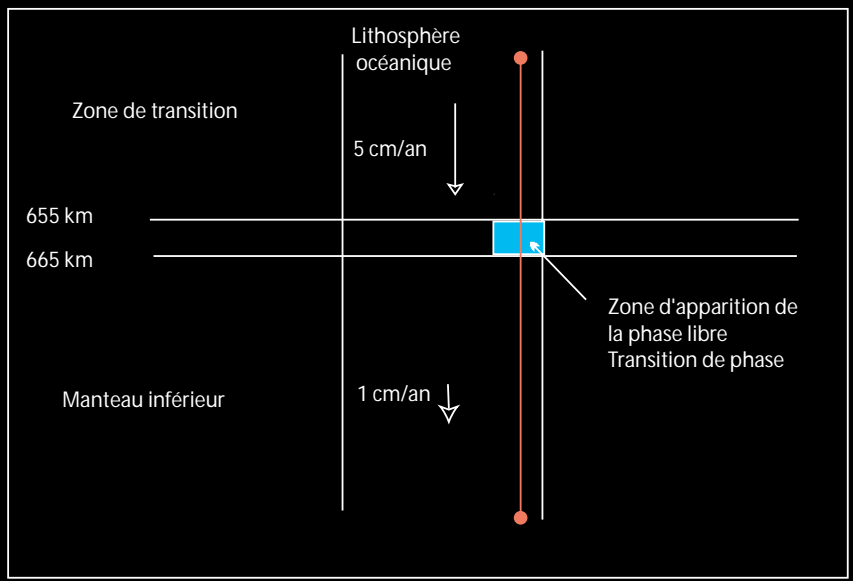 Lithosphère
océanique
Zone de transition
5 cm/an
655 km
665 km
Zone d'apparition de
la phase libre
Transition de phase
Manteau inférieur
1 cm/an